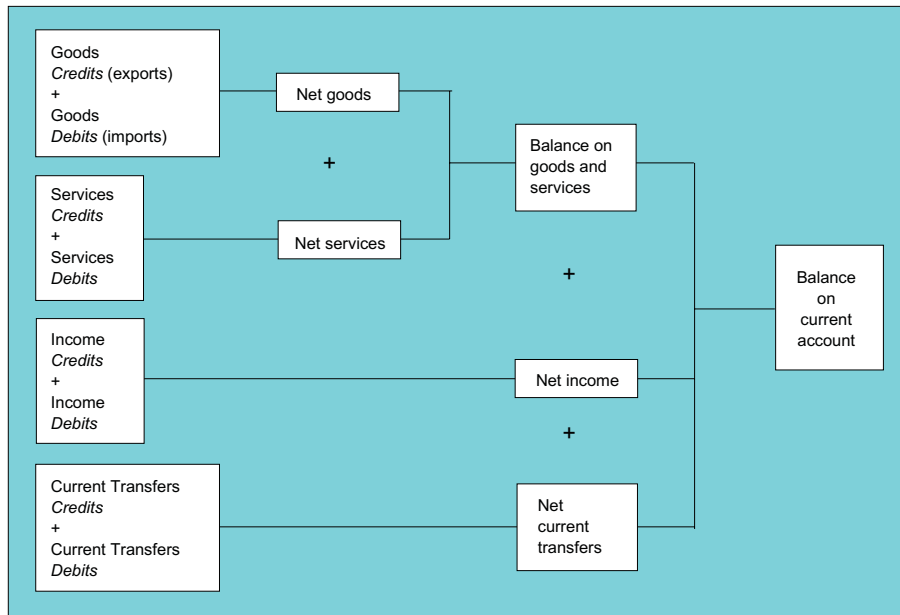 Goods
Credits (exports)
+
Goods
Debits (imports)
Net goods
+
Services
Credits
+
Services
Debits
Net services
Balance on
goods and
services
+
Income
Credits
+
Income
Debits
Net income
+
Current Transfers
Credits
+
Current Transfers
Debits
Net
current
transfers
Balance
on
current
account